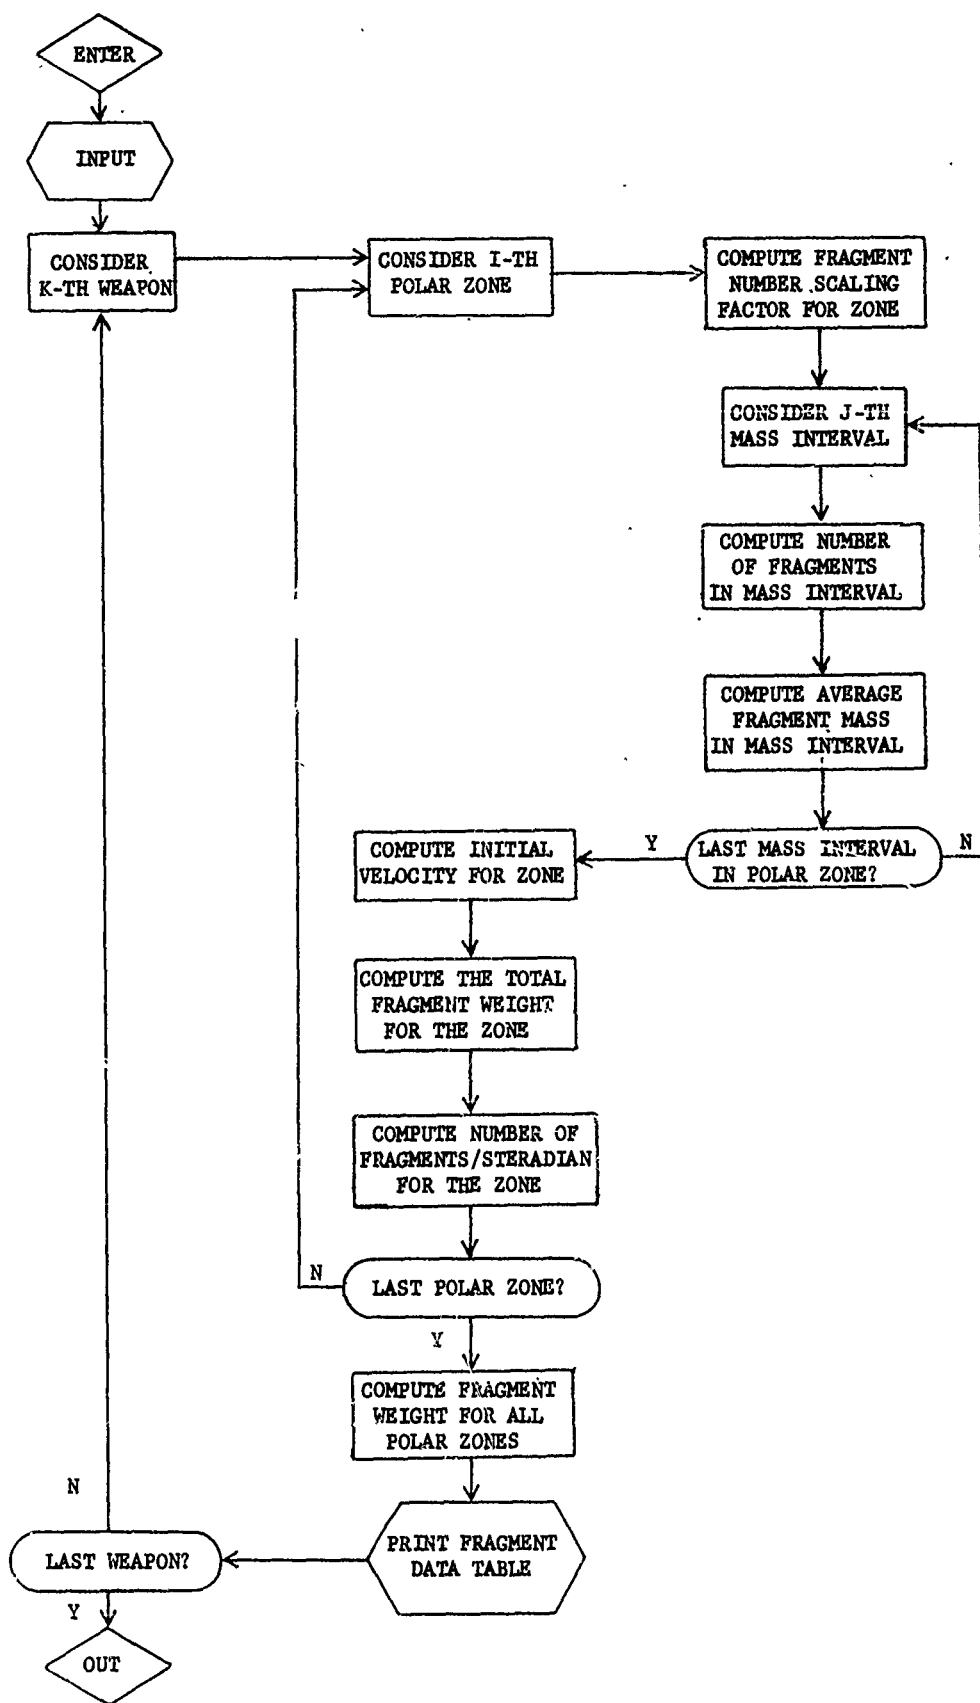 ENTER
INPUT
CONSIDER
K-TH WEAPON
CONSIDER I-TH
POLAR ZONE
COMPUTE FRAGMENT
NUMBER SCALING
FACTOR FOR ZONE
CONSIDER J-TH
MASS INTERVAL
COMPUTE NUMBER
OF FRAGMENTS
IN MASS INTERVAL
COMPUTE AVERAGE
FRAGMENT MASS
IN MASS INTERVAL
LAST MASS INTERVAL
IN POLAR ZONE?
N
Y
COMPUTE INITIAL
VELOCITY FOR ZONE
COMPUTE THE TOTAL
FRAGMENT WEIGHT
FOR THE ZONE
COMPUTE NUMBER OF
FRAGMENTS/STERADIAN
FOR THE ZONE
LAST POLAR ZONE?
N
Y
COMPUTE FRAGMENT
WEIGHT FOR ALL
POLAR ZONES
PRINT FRAGMENT
DATA TABLE
LAST WEAPON?
N
Y
OUT